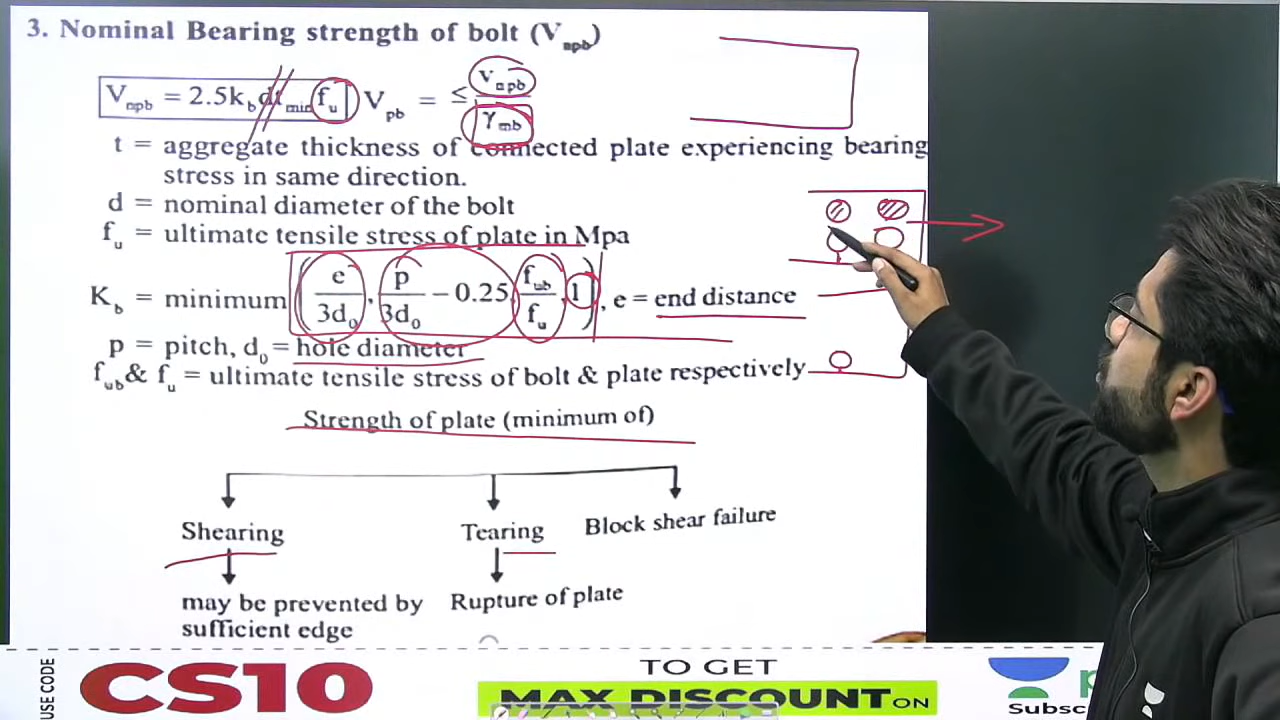 3. Nominal Bearing strength of bolt (Vnpb)
Vnpb = 2.5kb dtmin fu Vpb = ≤ Vnpb / γmb
t = aggregate thickness of connected plate experiencing bearing
stress in same direction.
d = nominal diameter of the bolt
fu = ultimate tensile stress of plate in Mpa
Kb = minimum (e/3d0, p/3d0 − 0.25, fub/fu, 1), e = end distance
p = pitch, d0 = hole diameter
fub & fu = ultimate tensile stress of bolt & plate respectively
Strength of plate (minimum of)
Shearing Tearing Block shear failure
may be prevented by Rupture of plate
sufficient edge
USE CODE
CS10
TO GET
MAX DISCOUNT ON